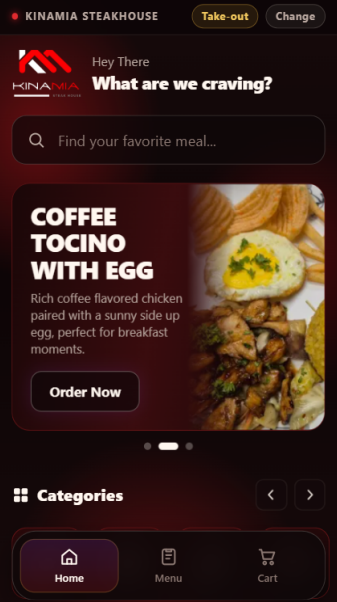 KINAMIA STEAKHOUSE
Take-out
Change
KINAMIA
STEAK HOUSE
Hey There
What are we craving?
Find your favorite meal...
COFFEE
TOCINO
WITH EGG
Rich coffee flavored chicken
paired with a sunny side up
egg, perfect for breakfast
moments.
Order Now
Categories
Home
Menu
Cart